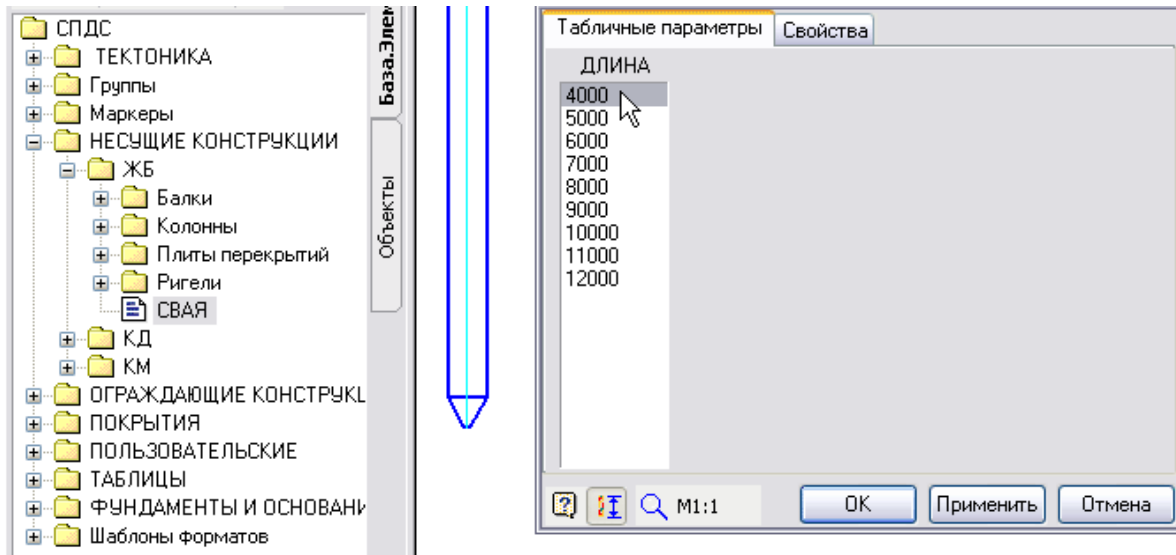 СПДС
ТЕКТОНИКА
Группы
Маркеры
НЕСУЩИЕ КОНСТРУКЦИИ
ЖБ
Балки
Колонны
Плиты перекрытий
Ригели
СВАЯ
КД
КМ
ОГРАЖДАЮЩИЕ КОНСТРУКЦ
ПОКРЫТИЯ
ПОЛЬЗОВАТЕЛЬСКИЕ
ТАБЛИЦЫ
ФУНДАМЕНТЫ И ОСНОВАНИ
Шаблоны форматов
База.Элем
Объекты
Табличные параметры Свойства
ДЛИНА
4000
5000
6000
7000
8000
9000
10000
11000
12000
М1:1 OK Применить Отмена